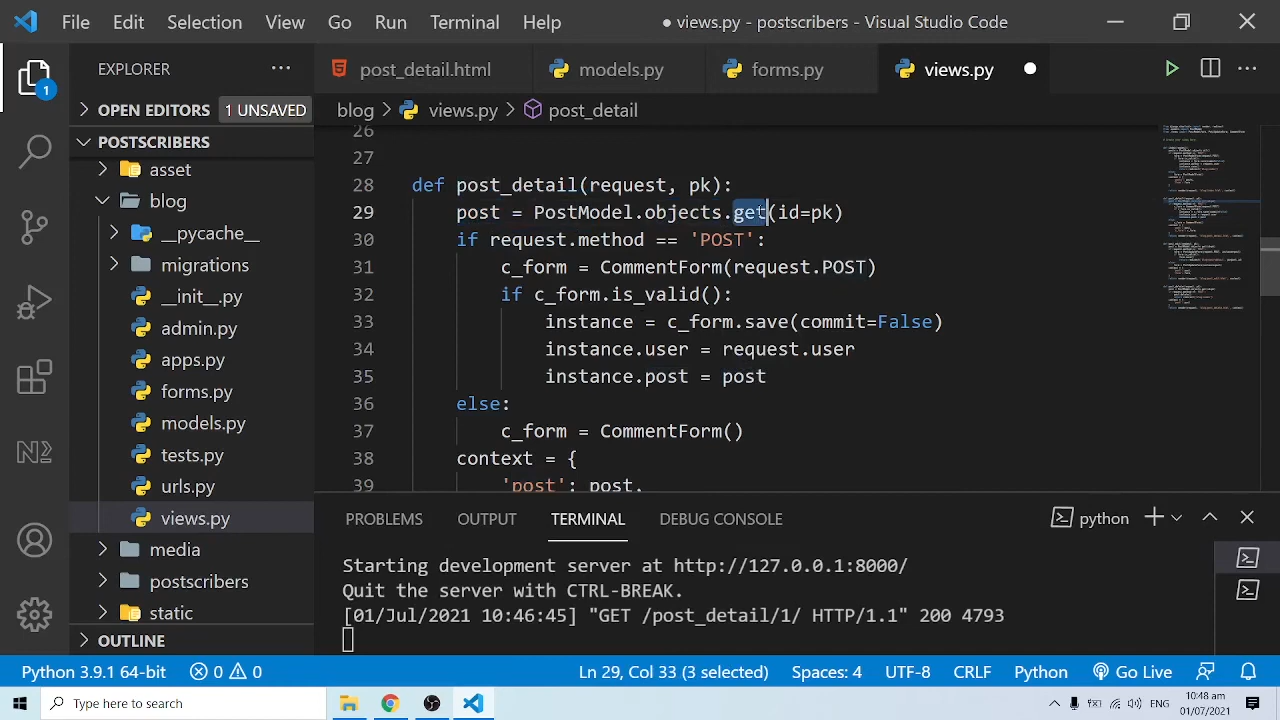 File Edit Selection View Go Run Terminal Help ● views.py - postscribers - Visual Studio Code
EXPLORER ···
post_detail.html models.py forms.py views.py
OPEN EDITORS 1 UNSAVED
blog > views.py > post_detail
1
POSTSCRIBERS
asset
blog
__pycache__
migrations
__init__.py
admin.py
apps.py
forms.py
models.py
tests.py
urls.py
views.py
media
postscribers
static
OUTLINE
26
27
28 def post_detail(request, pk):
29 post = PostModel.objects.get(id=pk)
30 if request.method == 'POST':
31 c_form = CommentForm(request.POST)
32 if c_form.is_valid():
33 instance = c_form.save(commit=False)
34 instance.user = request.user
35 instance.post = post
36 else:
37 c_form = CommentForm()
38 context = {
39 'post': post,
PROBLEMS OUTPUT TERMINAL DEBUG CONSOLE python
Starting development server at http://127.0.0.1:8000/
Quit the server with CTRL-BREAK.
[01/Jul/2021 10:46:45] "GET /post_detail/1/ HTTP/1.1" 200 4793
Python 3.9.1 64-bit 0 0 Ln 29, Col 33 (3 selected) Spaces: 4 UTF-8 CRLF Python Go Live
Type here to search
ENG
10:48 am
01/07/2021